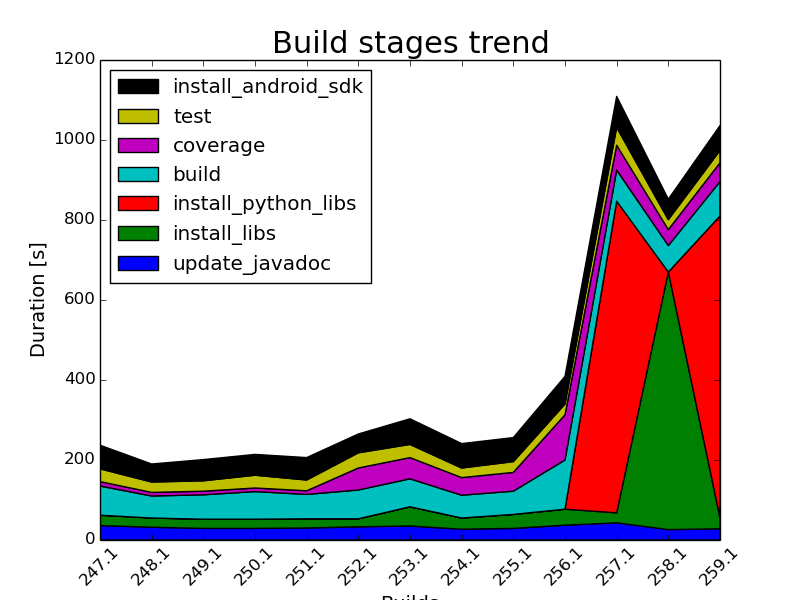 Build stages trend
1200
1000
800
600
400
200
0
Duration [s]
install_android_sdk
test
coverage
build
install_python_libs
install_libs
update_javadoc
247.1
248.1
249.1
250.1
251.1
252.1
253.1
254.1
255.1
256.1
257.1
258.1
259.1
Builds